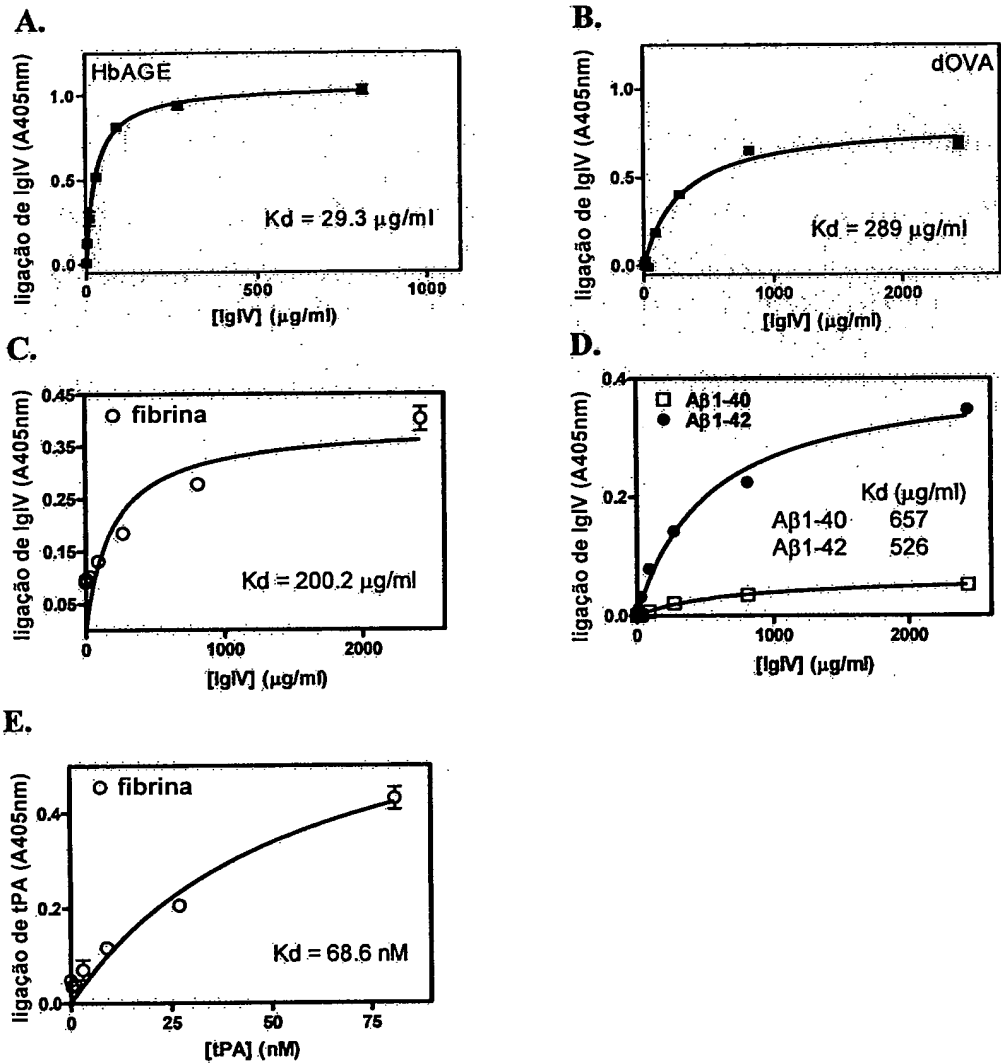 A.
HbAGE
ligação de IgIV (A405nm)
1.0
0.5
0.0
Kd = 29.3 µg/ml
0
500
1000
[IgIV] (µg/ml)
B.
dOVA
ligação de IgIV (A405nm)
1.0
0.5
0.0
Kd = 289 µg/ml
0
1000
2000
[IgIV] (µg/ml)
C.
fibrina
ligação de IgIV (A405nm)
0.45
0.35
0.25
0.15
0.05
Kd = 200.2 µg/ml
0
1000
2000
[IgIV] (µg/ml)
D.
Aβ1-40
Aβ1-42
ligação de IgIV (A405nm)
0.4
0.2
0.0
Kd (µg/ml)
Aβ1-40 657
Aβ1-42 526
0
1000
2000
[IgIV] (µg/ml)
E.
fibrina
ligação de tPA (A405nm)
0.4
0.2
0.0
Kd = 68.6 nM
0
25
50
75
[tPA] (nM)